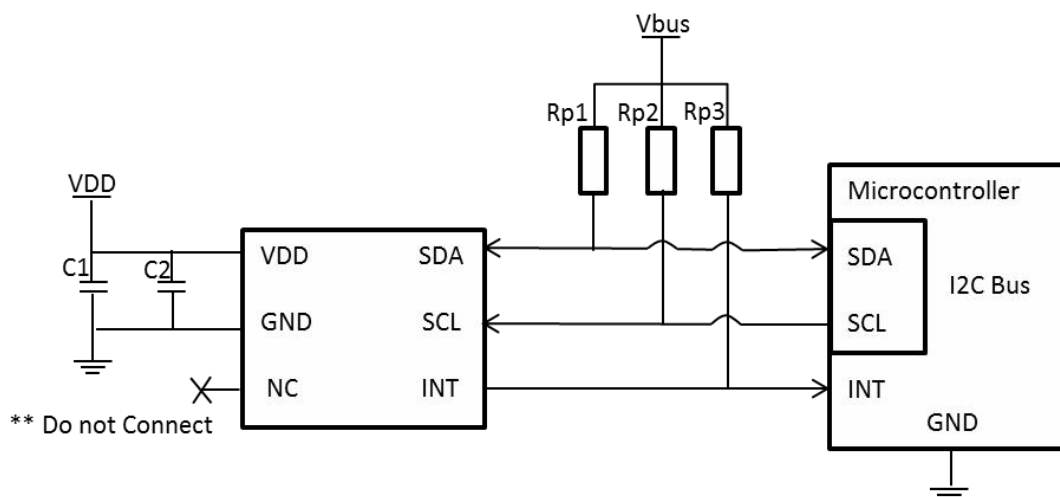 Vbus
Rp1 Rp2 Rp3
VDD
C1 C2
VDD SDA
GND SCL
NC INT
** Do not Connect
Microcontroller
SDA
I2C Bus
SCL
INT
GND